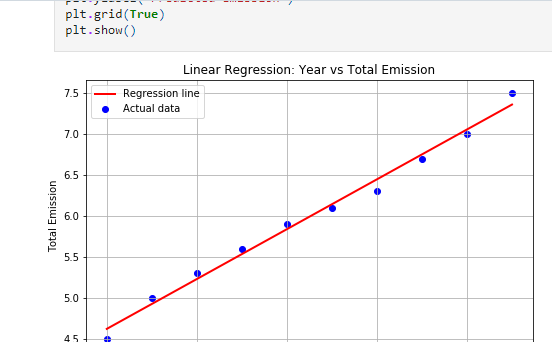 plt.grid(True)
plt.show()
Linear Regression: Year vs Total Emission
Regression line
Actual data
7.5
7.0
6.5
6.0
5.5
5.0
4.5
Total Emission